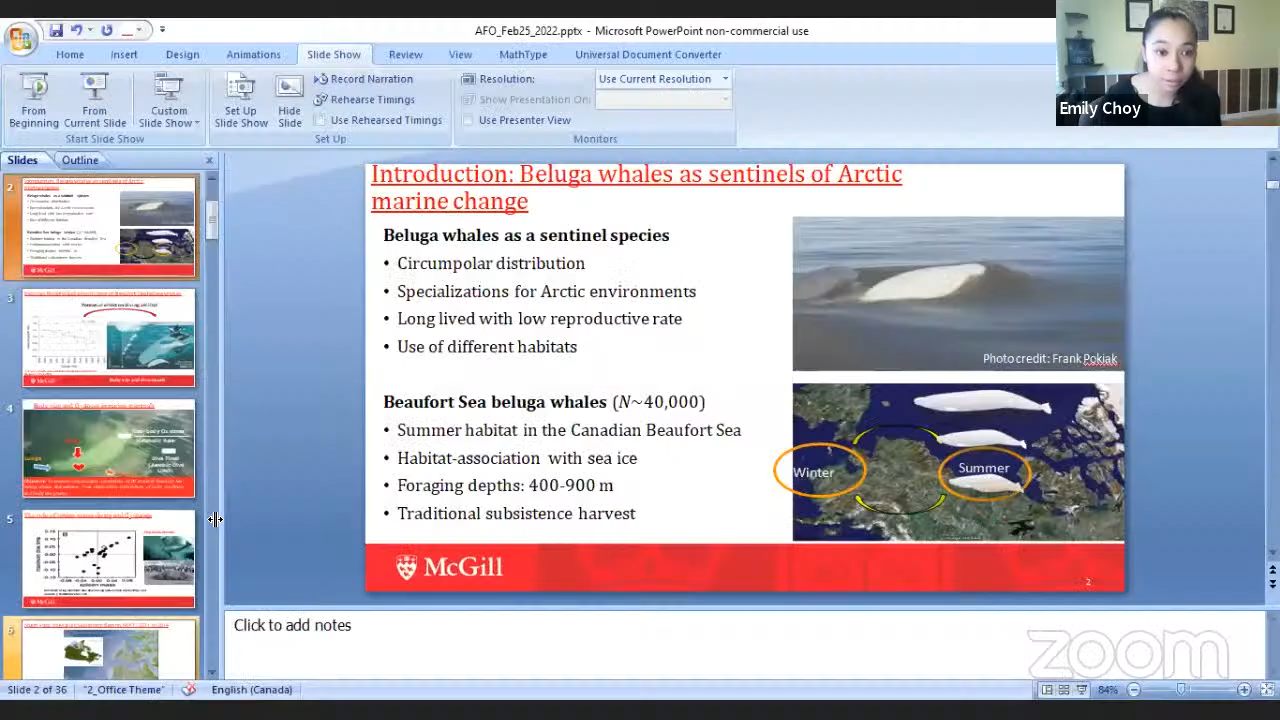 AFO_Feb25_2022.pptx - Microsoft PowerPoint non-commercial use
Home Insert Design Animations Slide Show Review View MathType Universal Document Converter
From Beginning
From Current Slide
Custom Slide Show
Start Slide Show
Set Up Slide Show
Hide Slide
Record Narration
Rehearse Timings
Use Rehearsed Timings
Set Up
Resolution: Use Current Resolution
Show Presentation On:
Use Presenter View
Monitors
Emily Choy
Slides Outline
2
3
4
5
6
Introduction: Beluga whales as sentinels of Arctic
marine change
Beluga whales as a sentinel species
• Circumpolar distribution
• Specializations for Arctic environments
• Long lived with low reproductive rate
• Use of different habitats
Photo credit: Frank Pokiak
Beaufort Sea beluga whales (N~40,000)
• Summer habitat in the Canadian Beaufort Sea
• Habitat-association with sea ice
• Foraging depths 400-900 m
• Traditional subsistence harvest
Winter
Summer
McGill
2
Click to add notes
zoom
Slide 2 of 36 "2_Office Theme" English (Canada) 84%